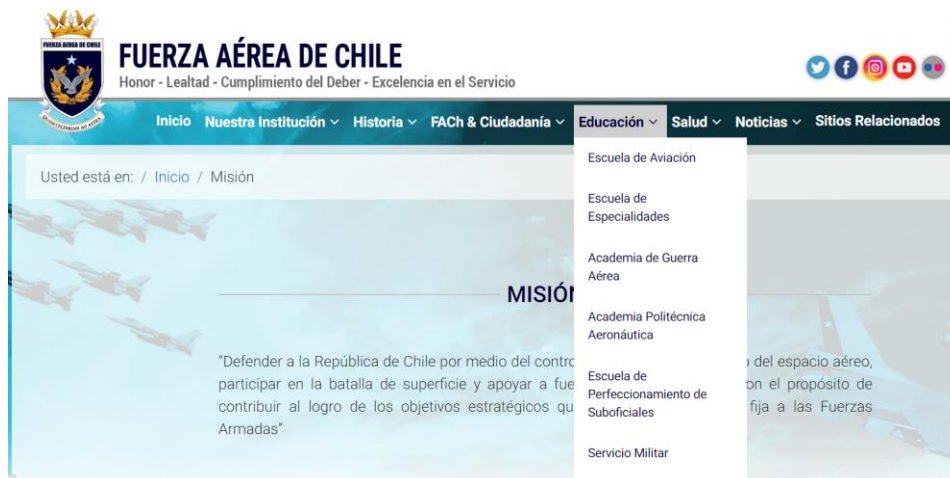 FUERZA AEREA DE CHILE
FUERZA AÉREA DE CHILE
Honor - Lealtad - Cumplimiento del Deber - Excelencia en el Servicio
Inicio Nuestra Institución Historia FACh & Ciudadanía Educación Salud Noticias Sitios Relacionados
Usted está en: / Inicio / Misión
Escuela de Aviación
Escuela de
Especialidades
Academia de Guerra
Aérea
Academia Politécnica
Aeronáutica
Escuela de
Perfeccionamiento de
Suboficiales
Servicio Militar
MISIÓ
"Defender a la República de Chile por medio del contro del espacio aéreo,
participar en la batalla de superficie y apoyar a fue on el propósito de
contribuir al logro de los objetivos estratégicos qu fija a las Fuerzas
Armadas"